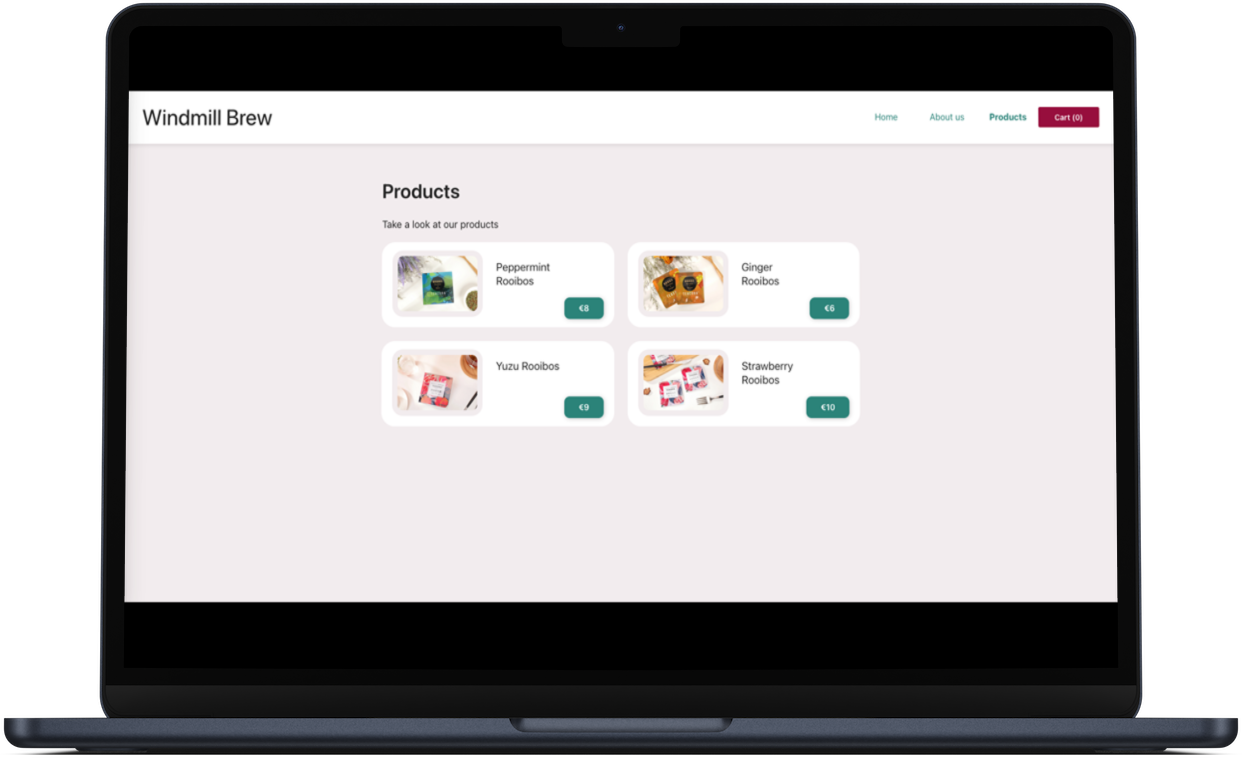 Windmill Brew
Home
About us
Products
Cart (0)
Products
Take a look at our products
Peppermint
Rooibos
€8
Ginger
Rooibos
€6
Yuzu Rooibos
€9
Strawberry
Rooibos
€10